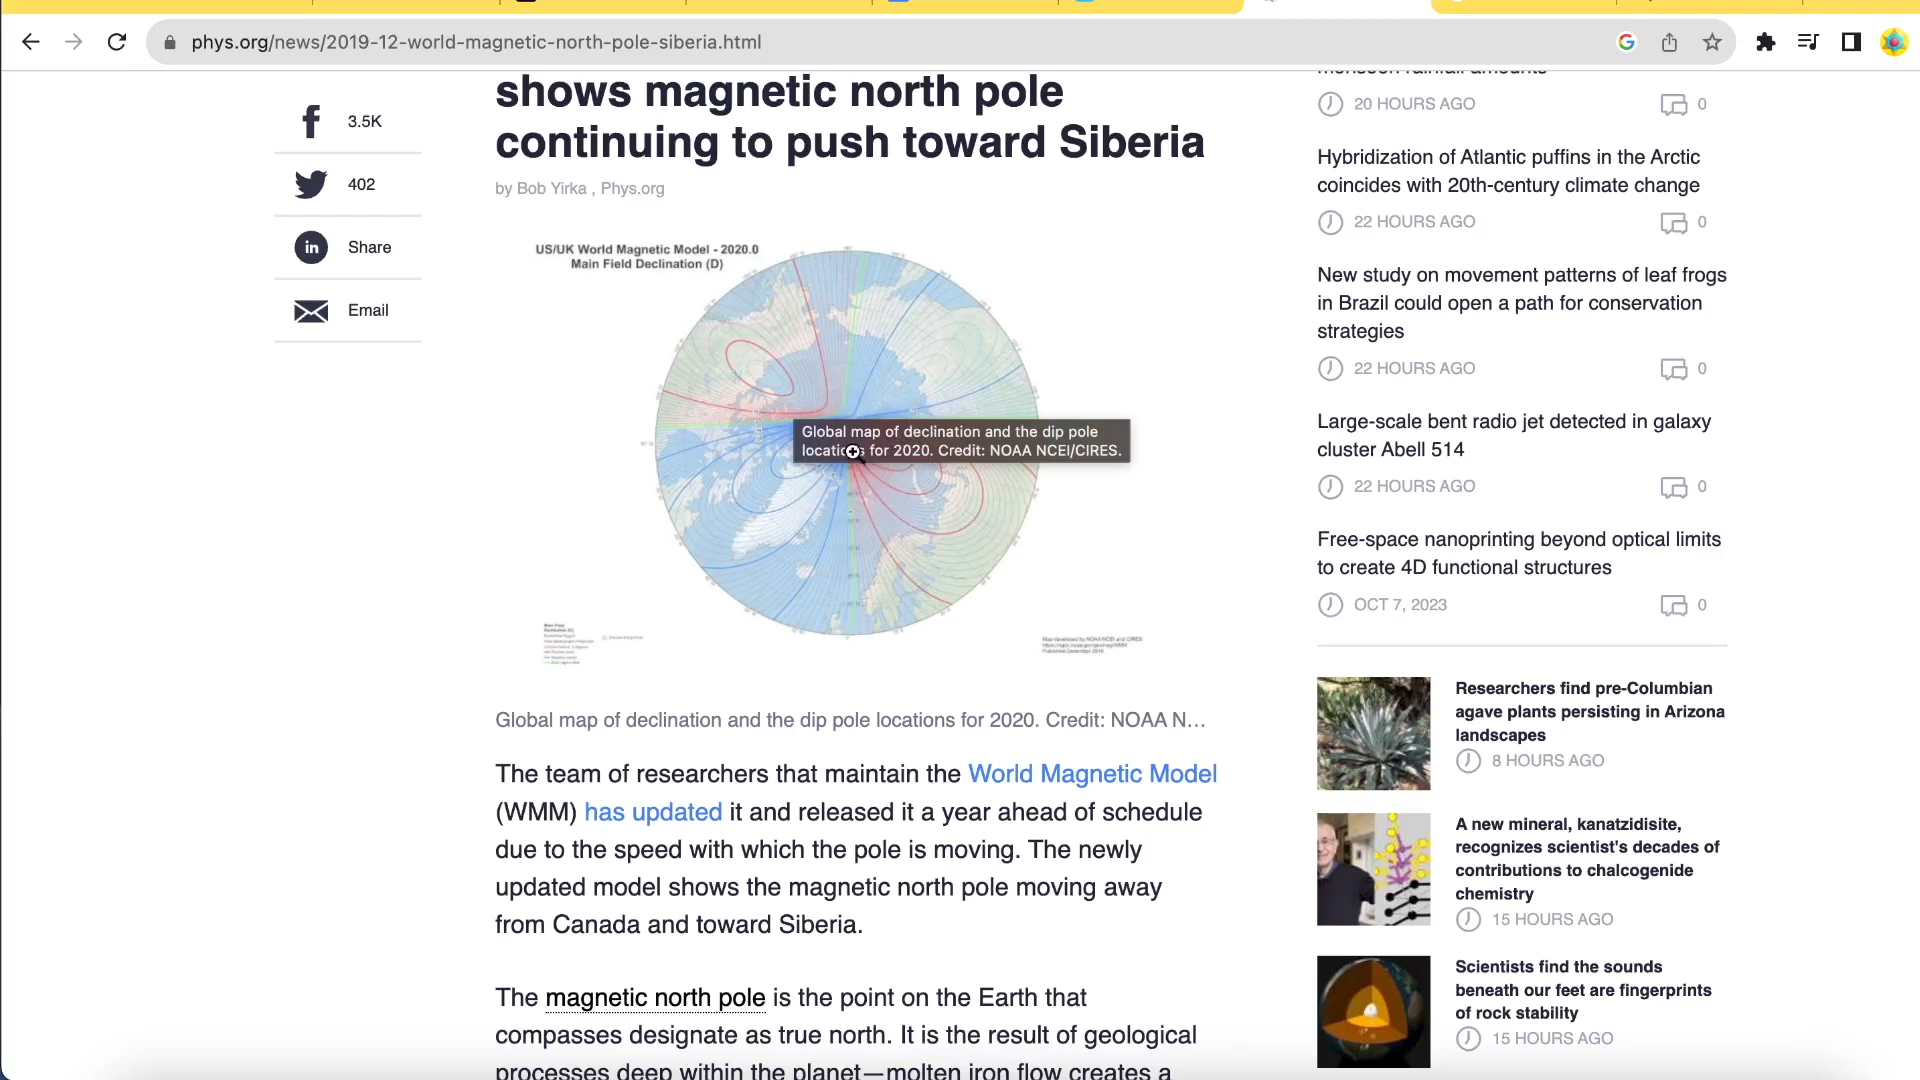 phys.org/news/2019-12-world-magnetic-north-pole-siberia.html
shows magnetic north pole
continuing to push toward Siberia
by Bob Yirka , Phys.org
3.5K
402
Share
Email
US/UK World Magnetic Model - 2020.0
Main Field Declination (D)
Global map of declination and the dip pole
locations for 2020. Credit: NOAA NCEI/CIRES.
Map developed by NOAA/NCEI and CIRES
Published December 2019
Global map of declination and the dip pole locations for 2020. Credit: NOAA N...
The team of researchers that maintain the World Magnetic Model
(WMM) has updated it and released it a year ahead of schedule
due to the speed with which the pole is moving. The newly
updated model shows the magnetic north pole moving away
from Canada and toward Siberia.
The magnetic north pole is the point on the Earth that
compasses designate as true north. It is the result of geological
processes deep within the planet—molten iron flow creates a
monsoon rainfall amounts
20 HOURS AGO
0
Hybridization of Atlantic puffins in the Arctic
coincides with 20th-century climate change
22 HOURS AGO
0
New study on movement patterns of leaf frogs
in Brazil could open a path for conservation
strategies
22 HOURS AGO
0
Large-scale bent radio jet detected in galaxy
cluster Abell 514
22 HOURS AGO
0
Free-space nanoprinting beyond optical limits
to create 4D functional structures
OCT 7, 2023
0
Researchers find pre-Columbian
agave plants persisting in Arizona
landscapes
8 HOURS AGO
A new mineral, kanatzidisite,
recognizes scientist's decades of
contributions to chalcogenide
chemistry
15 HOURS AGO
Scientists find the sounds
beneath our feet are fingerprints
of rock stability
15 HOURS AGO